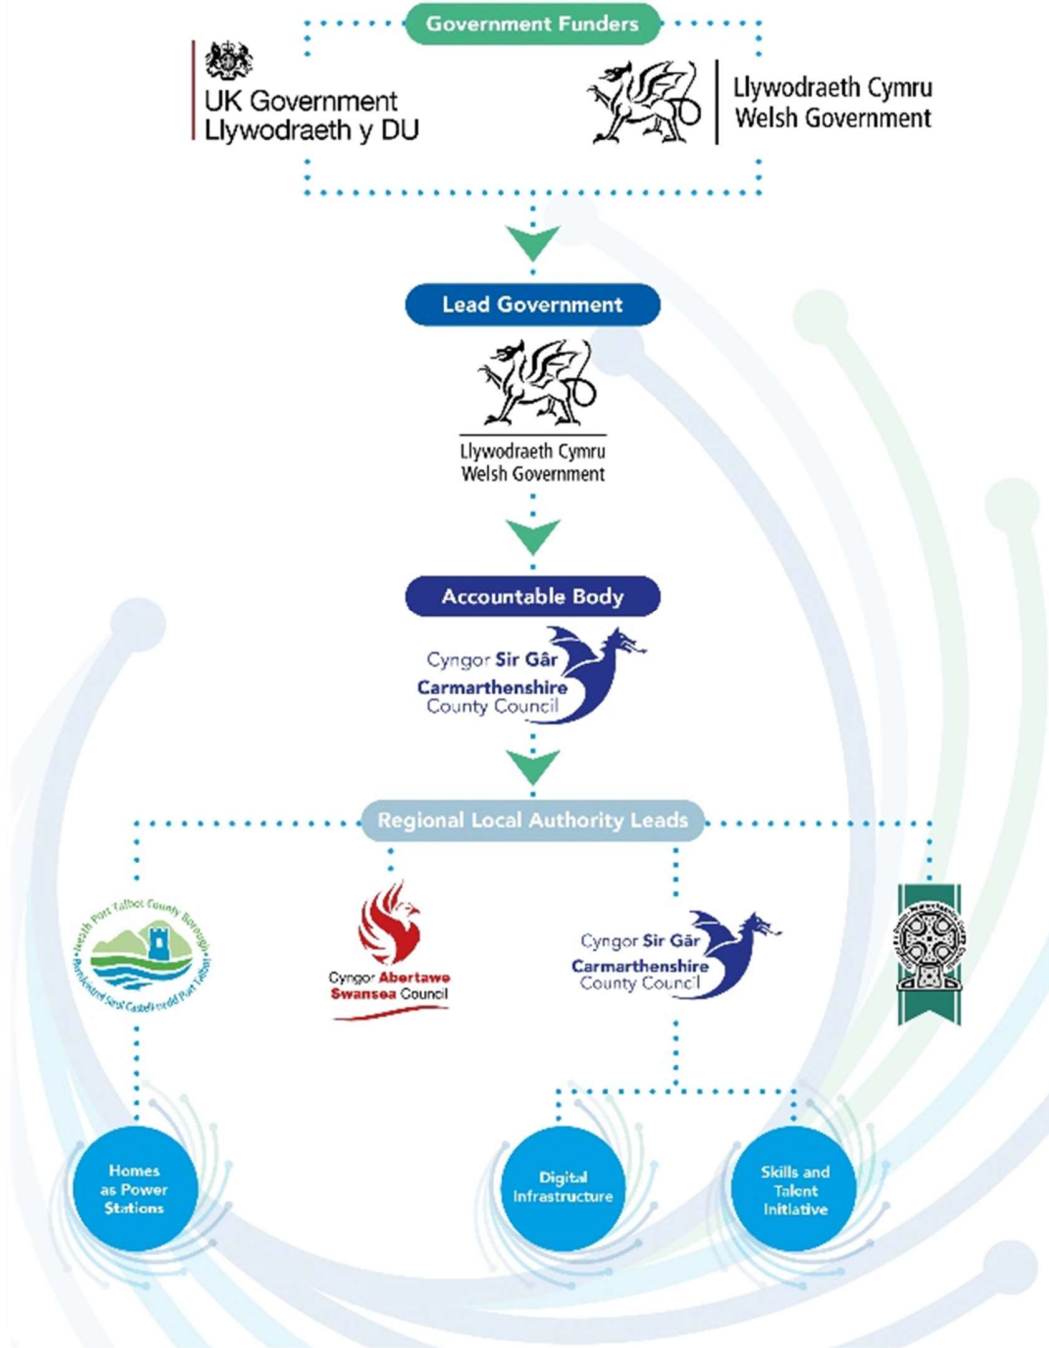 Government Funders
UK Government
Llywodraeth y DU
Llywodraeth Cymru
Welsh Government
Lead Government
Llywodraeth Cymru
Welsh Government
Accountable Body
Cyngor Sir Gâr
Carmarthenshire
County Council
Regional Local Authority Leads
Neath Port Talbot County Borough
Port Talbot
Cyngor Abertawe
Swansea Council
Cyngor Sir Gâr
Carmarthenshire
County Council
Homes
as Power
Stations
Digital
Infrastructure
Skills and
Talent
Initiative